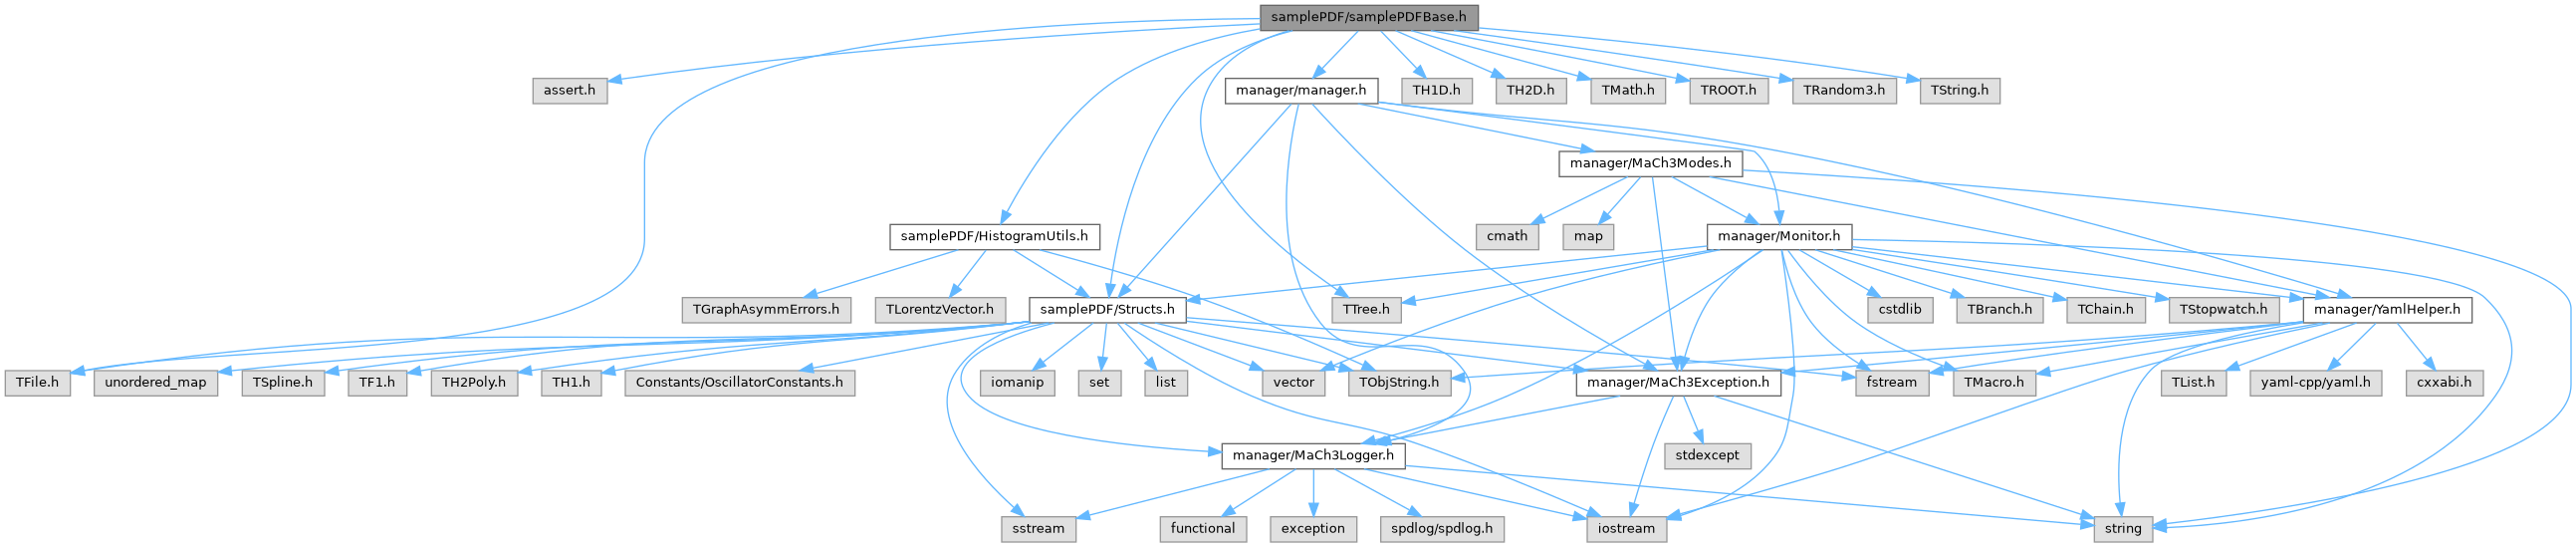 samplePDF/samplePDFBase.h
assert.h
manager/manager.h
TH1D.h
TH2D.h
TMath.h
TROOT.h
TRandom3.h
TString.h
manager/MaCh3Modes.h
samplePDF/HistogramUtils.h
cmath
map
manager/Monitor.h
TGraphAsymmErrors.h
TLorentzVector.h
samplePDF/Structs.h
TTree.h
cstdlib
TBranch.h
TChain.h
TStopwatch.h
manager/YamlHelper.h
TFile.h
unordered_map
TSpline.h
TF1.h
TH2Poly.h
TH1.h
Constants/OscillatorConstants.h
iomanip
set
list
vector
TObjString.h
manager/MaCh3Exception.h
fstream
TMacro.h
TList.h
yaml-cpp/yaml.h
cxxabi.h
manager/MaCh3Logger.h
stdexcept
sstream
functional
exception
spdlog/spdlog.h
iostream
string